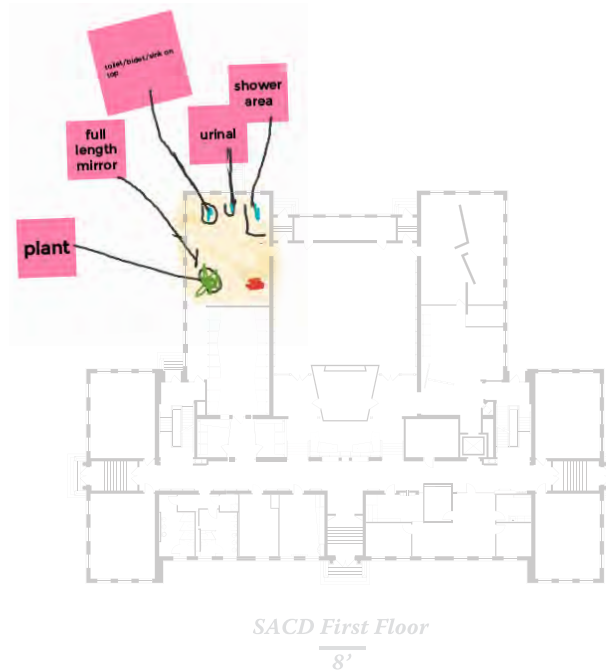 toilet/bidet/sink on
top
shower
area
urinal
full
length
mirror
plant
SACD First Floor
8’